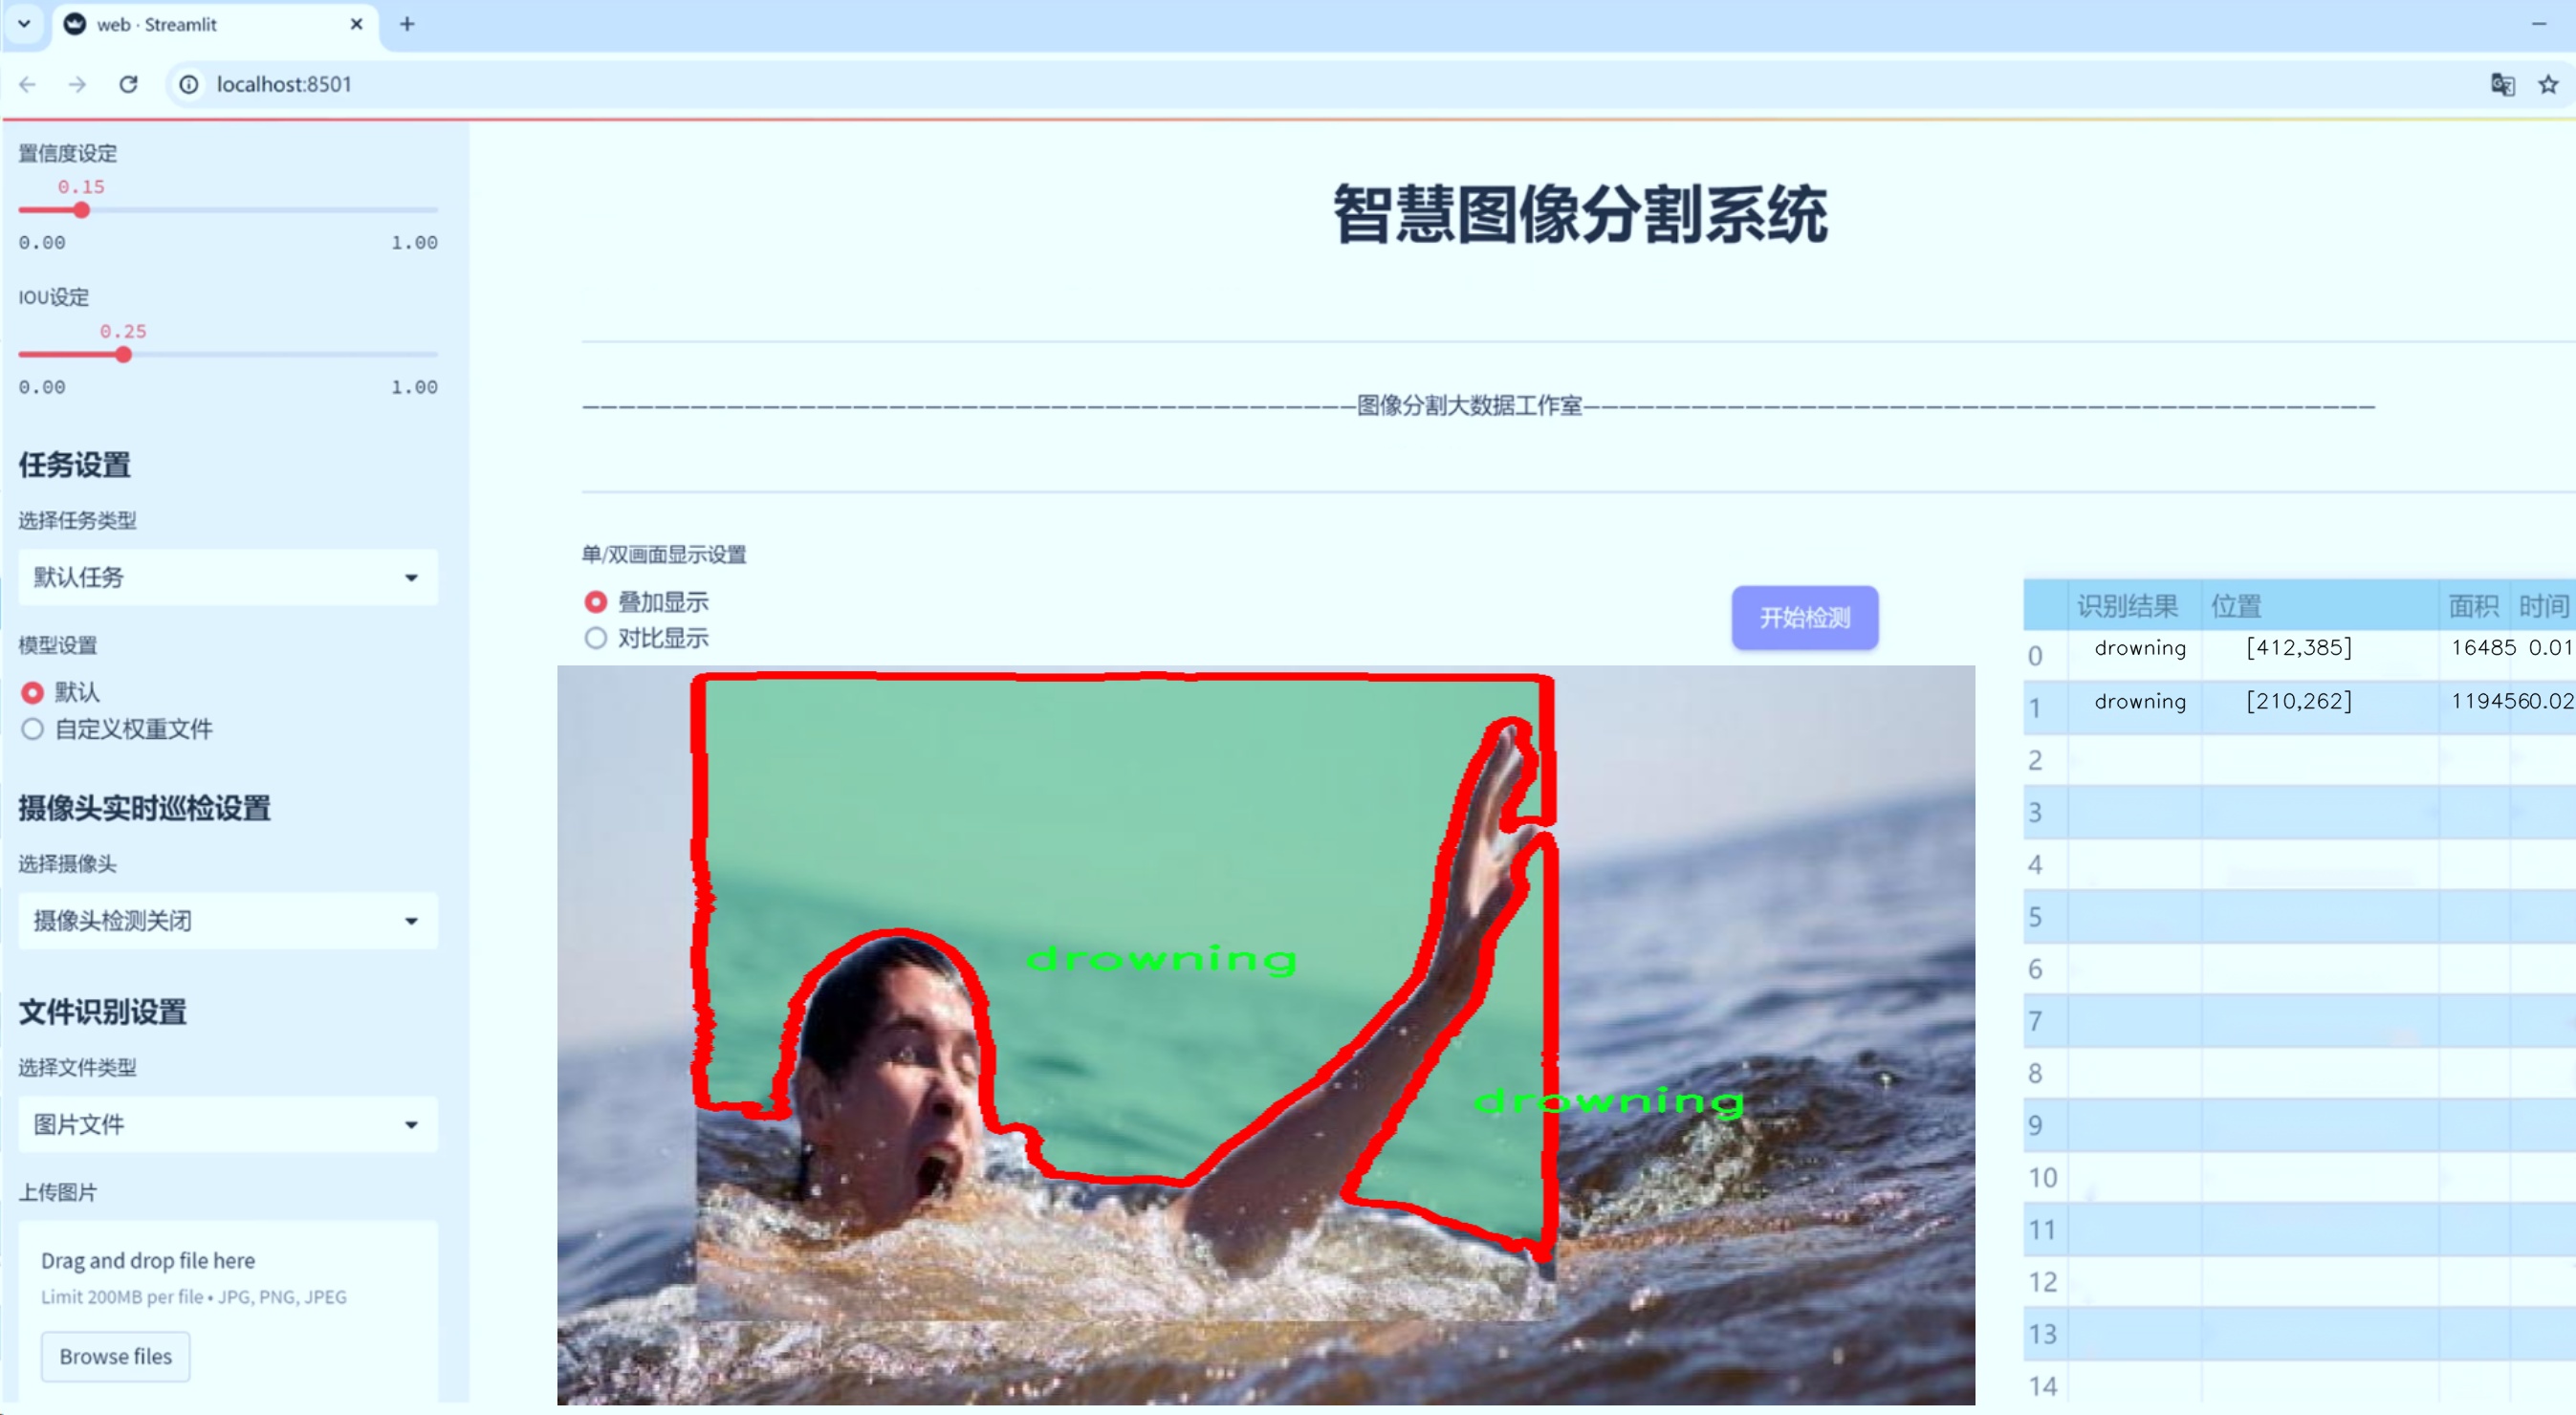 web · Streamlit
localhost:8501
置信度设定
0.15
0.00 1.00
IOU设定
0.25
0.00 1.00
任务设置
选择任务类型
默认任务
模型设置
默认
自定义权重文件
摄像头实时巡检设置
选择摄像头
摄像头检测关闭
文件识别设置
选择文件类型
图片文件
上传图片
Drag and drop file here
Limit 200MB per file • JPG, PNG, JPEG
Browse files
智慧图像分割系统
———————————————————————————————————————————图像分割大数据工作室————————————————————————————————————————————
单/双画面显示设置
叠加显示
对比显示
开始检测
drowning
drowning
识别结果 位置 面积 时间
0 drowning [412,385] 16485 0.01
1 drowning [210,262] 1194560.02
2
3
4
5
6
7
8
9
10
11
12
13
14